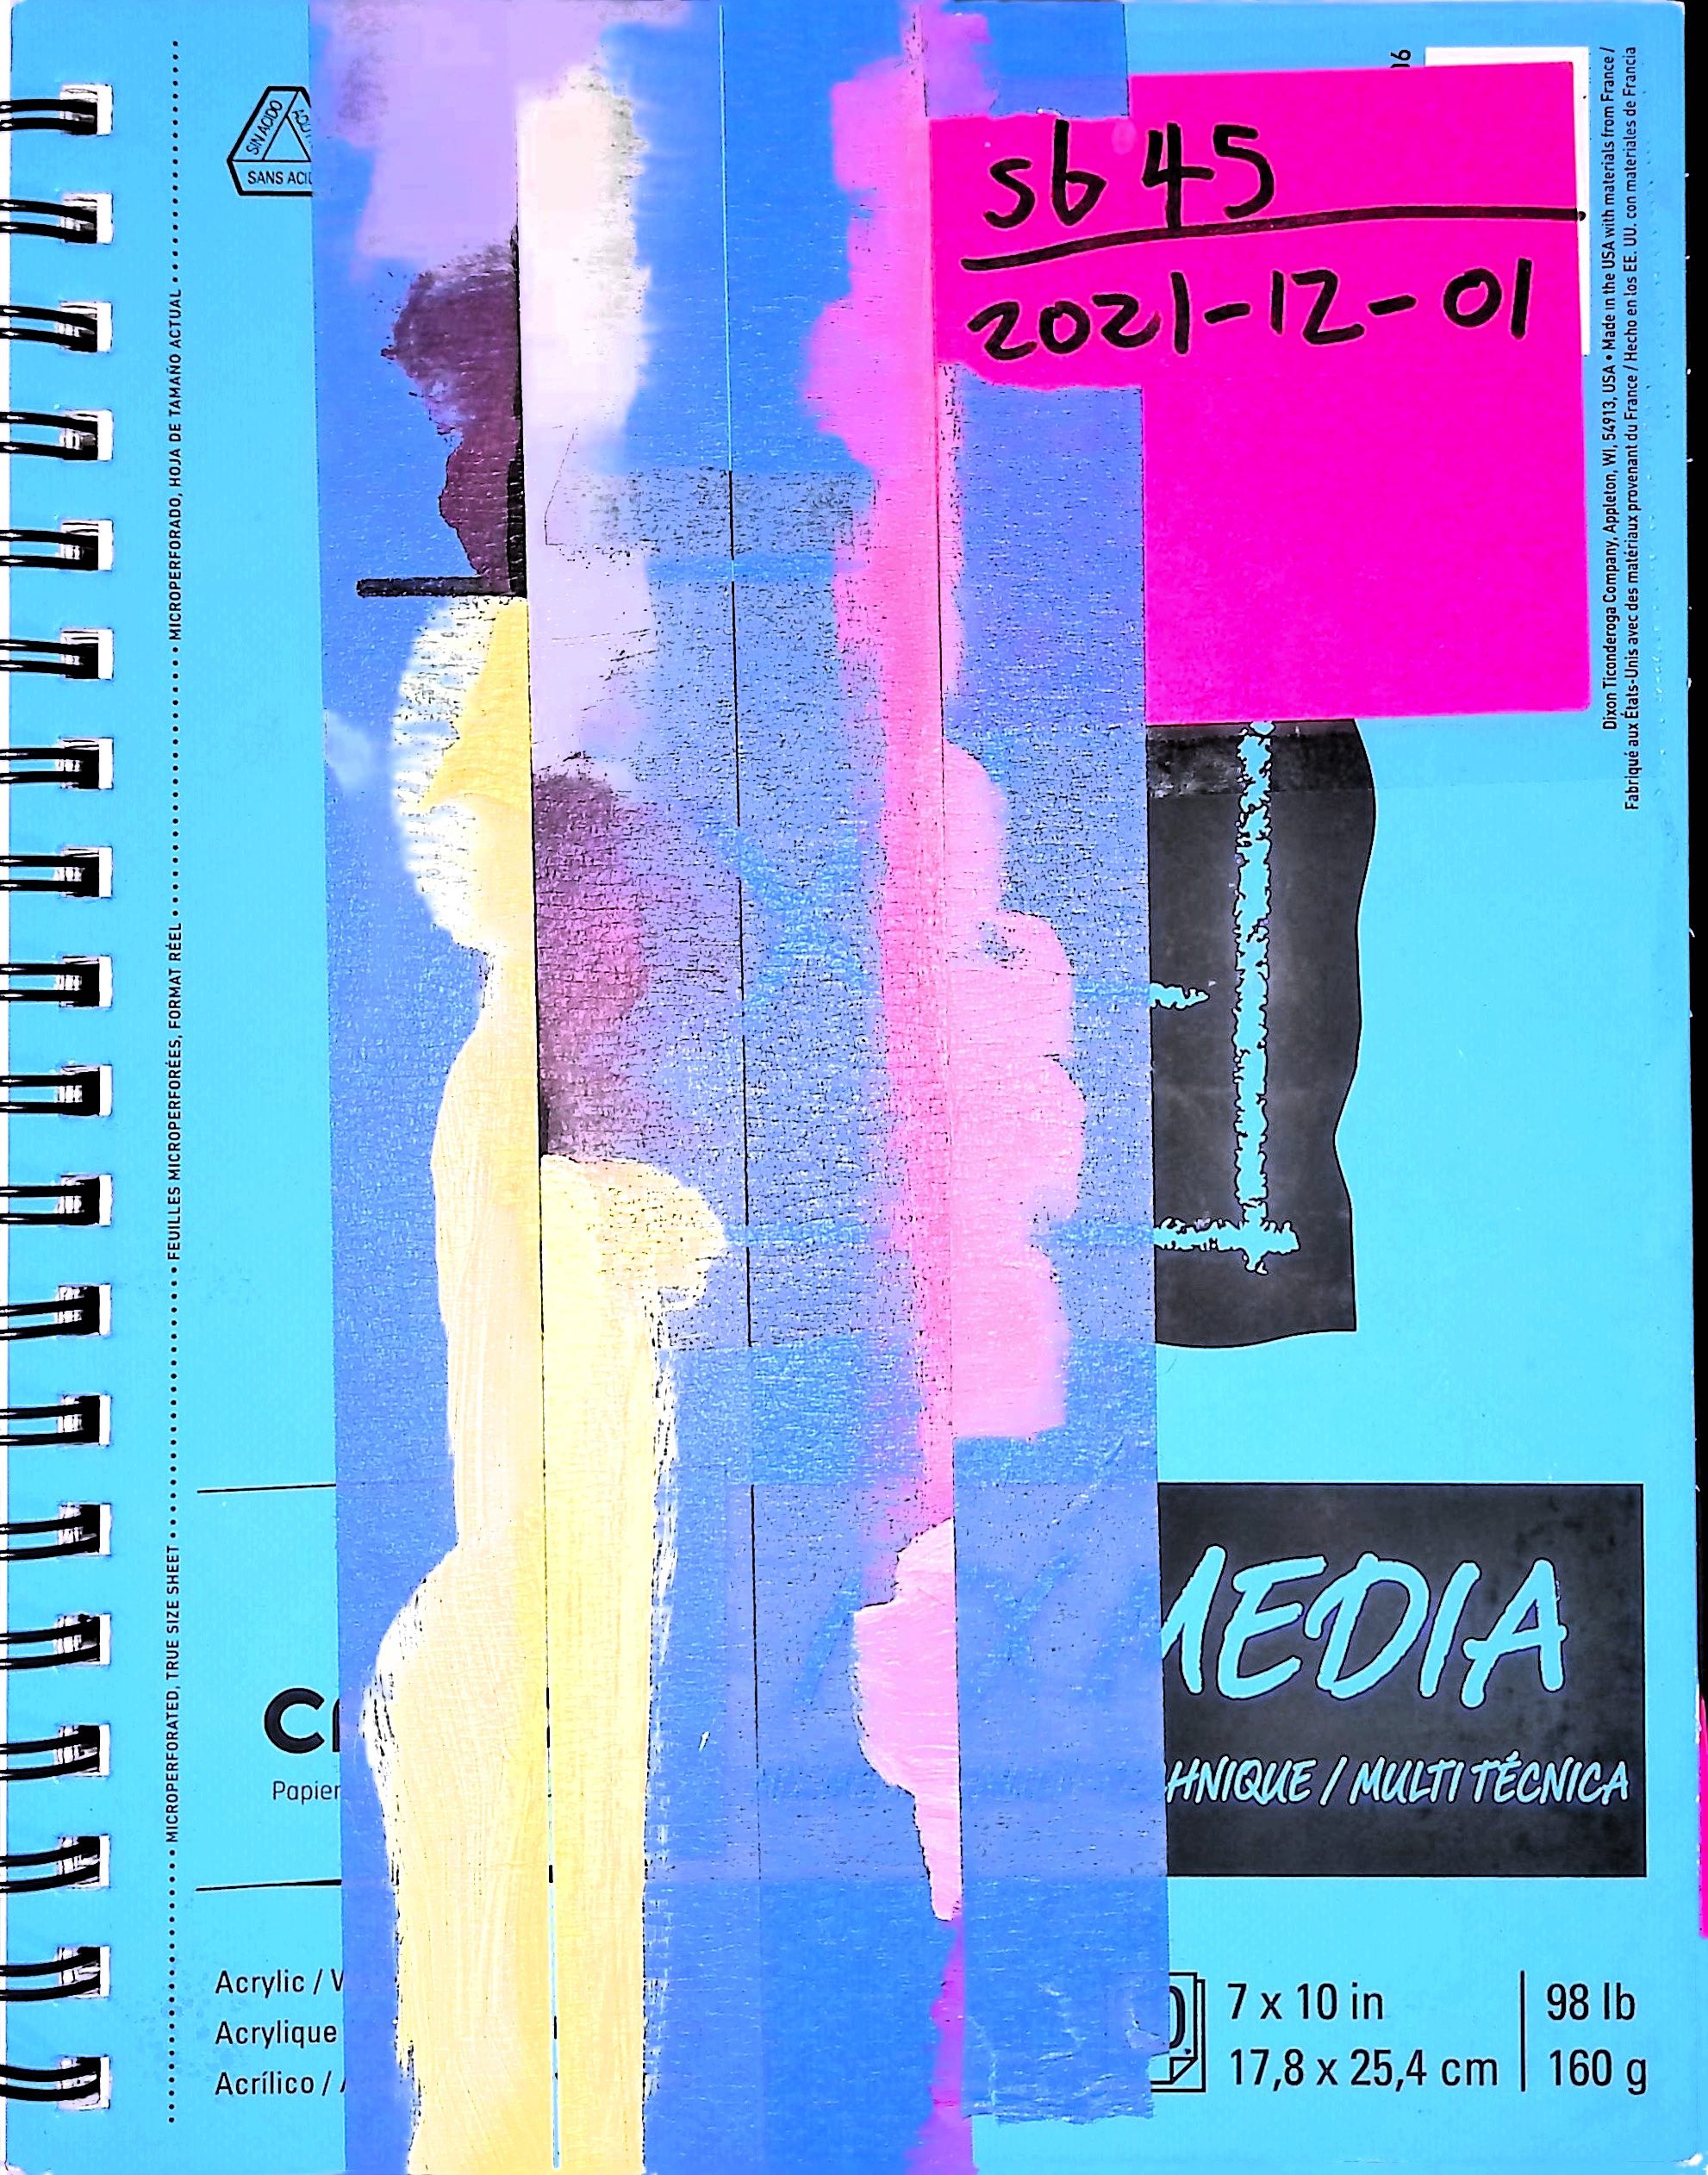 sb 45
2021-12-01
SIN ACIDO
SANS ACI
Dixon Ticonderoga Company, Appleton, WI, 54913, USA • Made in the USA with materials from France /
Fabriqué aux États-Unis avec des matériaux provenant du France / Hecho en los EE. UU. con materiales de Francia
MICROPERFORATED, TRUE SIZE SHEET FEUILLES MICROPERFORÉES, FORMAT RÉEL MICROPERFORADO, HOJA DE TAMAÑO ACTUAL
MEDIA
HNIQUE / MULTI TÉCNICA
Papier
Acrylic /
Acrylique
Acrílico /
7 x 10 in | 98 lb
17,8 x 25,4 cm | 160 g